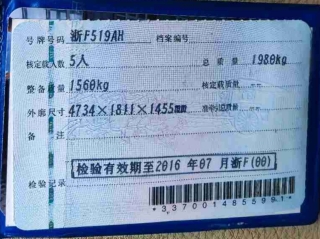 号牌号码 浙F519AH 档案编号
核定载人数 5人 总质量 1980kg
整备质量 1560kg 核定载质量
外廓尺寸 4734×1811×1455mm 准牵引总质量
备注
检验有效期至2016年07月浙F(00)
检验记录
*3370014855991*